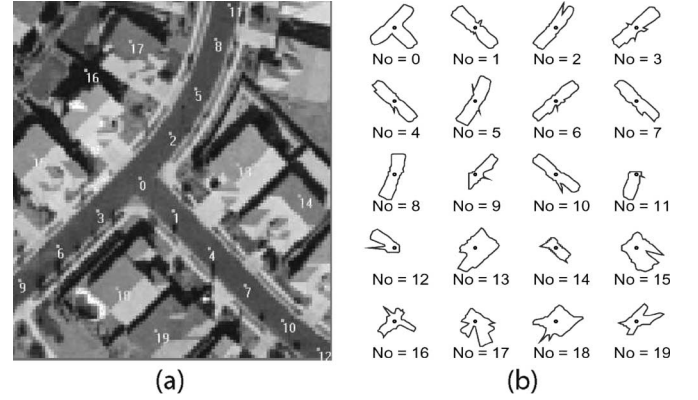 11
17
8
16
5
2
15
13
0
14
3
1
6
4
9
7
18
10
19
12
(a)
No = 0 No = 1 No = 2 No = 3
No = 4 No = 5 No = 6 No = 7
No = 8 No = 9 No = 10 No = 11
No = 12 No = 13 No = 14 No = 15
No = 16 No = 17 No = 18 No = 19
(b)